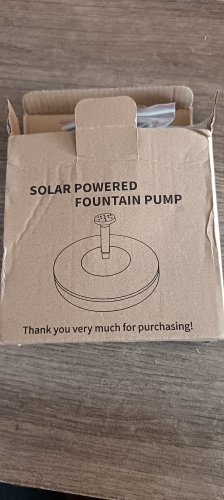 SOLAR POWERED
FOUNTAIN PUMP
Thank you very much for purchasing!